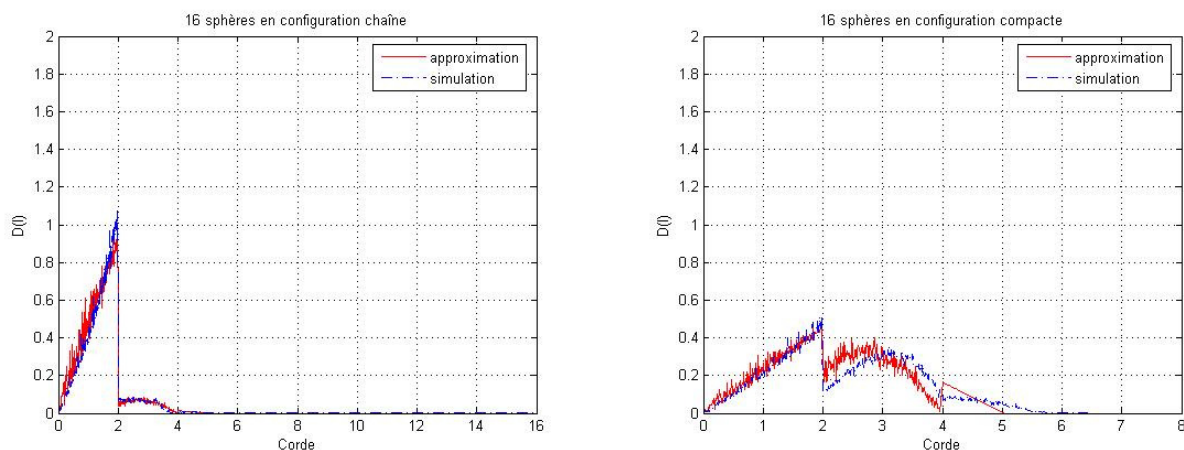 16 sphères en configuration chaîne
2
1.8
1.6
1.4
1.2
1
0.8
0.6
0.4
0.2
0
D(l)
approximation
simulation
0 2 4 6 8 10 12 14 16
Corde
16 sphères en configuration compacte
2
1.8
1.6
1.4
1.2
1
0.8
0.6
0.4
0.2
0
D(l)
approximation
simulation
0 1 2 3 4 5 6 7 8
Corde